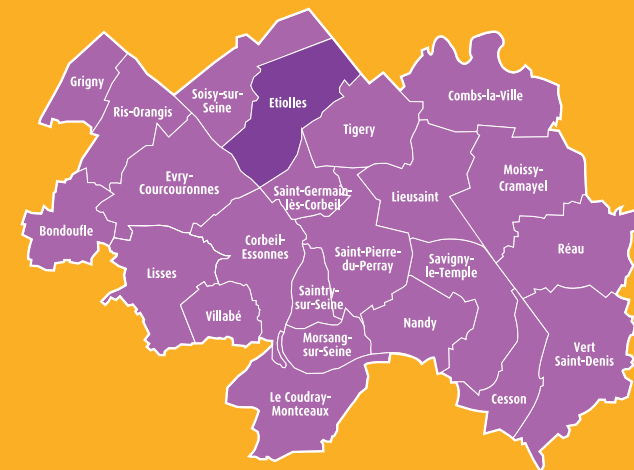 Grigny
Ris-Orangis
Soisy-sur-
Seine
Etiolles
Tigery
Combs-la-Ville
Evry-
Courcouronnes
Saint-Germain-
lès-Corbeil
Lieusaint
Moissy-
Cramayel
Bondoufle
Lisses
Corbeil-
Essonnes
Saint-Pierre-
du-Perray
Savigny-
le-Temple
Réau
Villabé
Saintry-
sur-Seine
Morsang-
sur-Seine
Nandy
Vert
Saint-Denis
Le Coudray-
Montceaux
Cesson